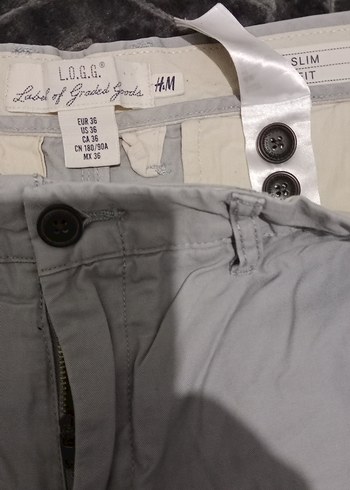 L.O.G.G.
Label of Graded Goods
H&M
SLIM
FIT
EUR 36
US 36
CA 36
CN 180/90A
MX 36